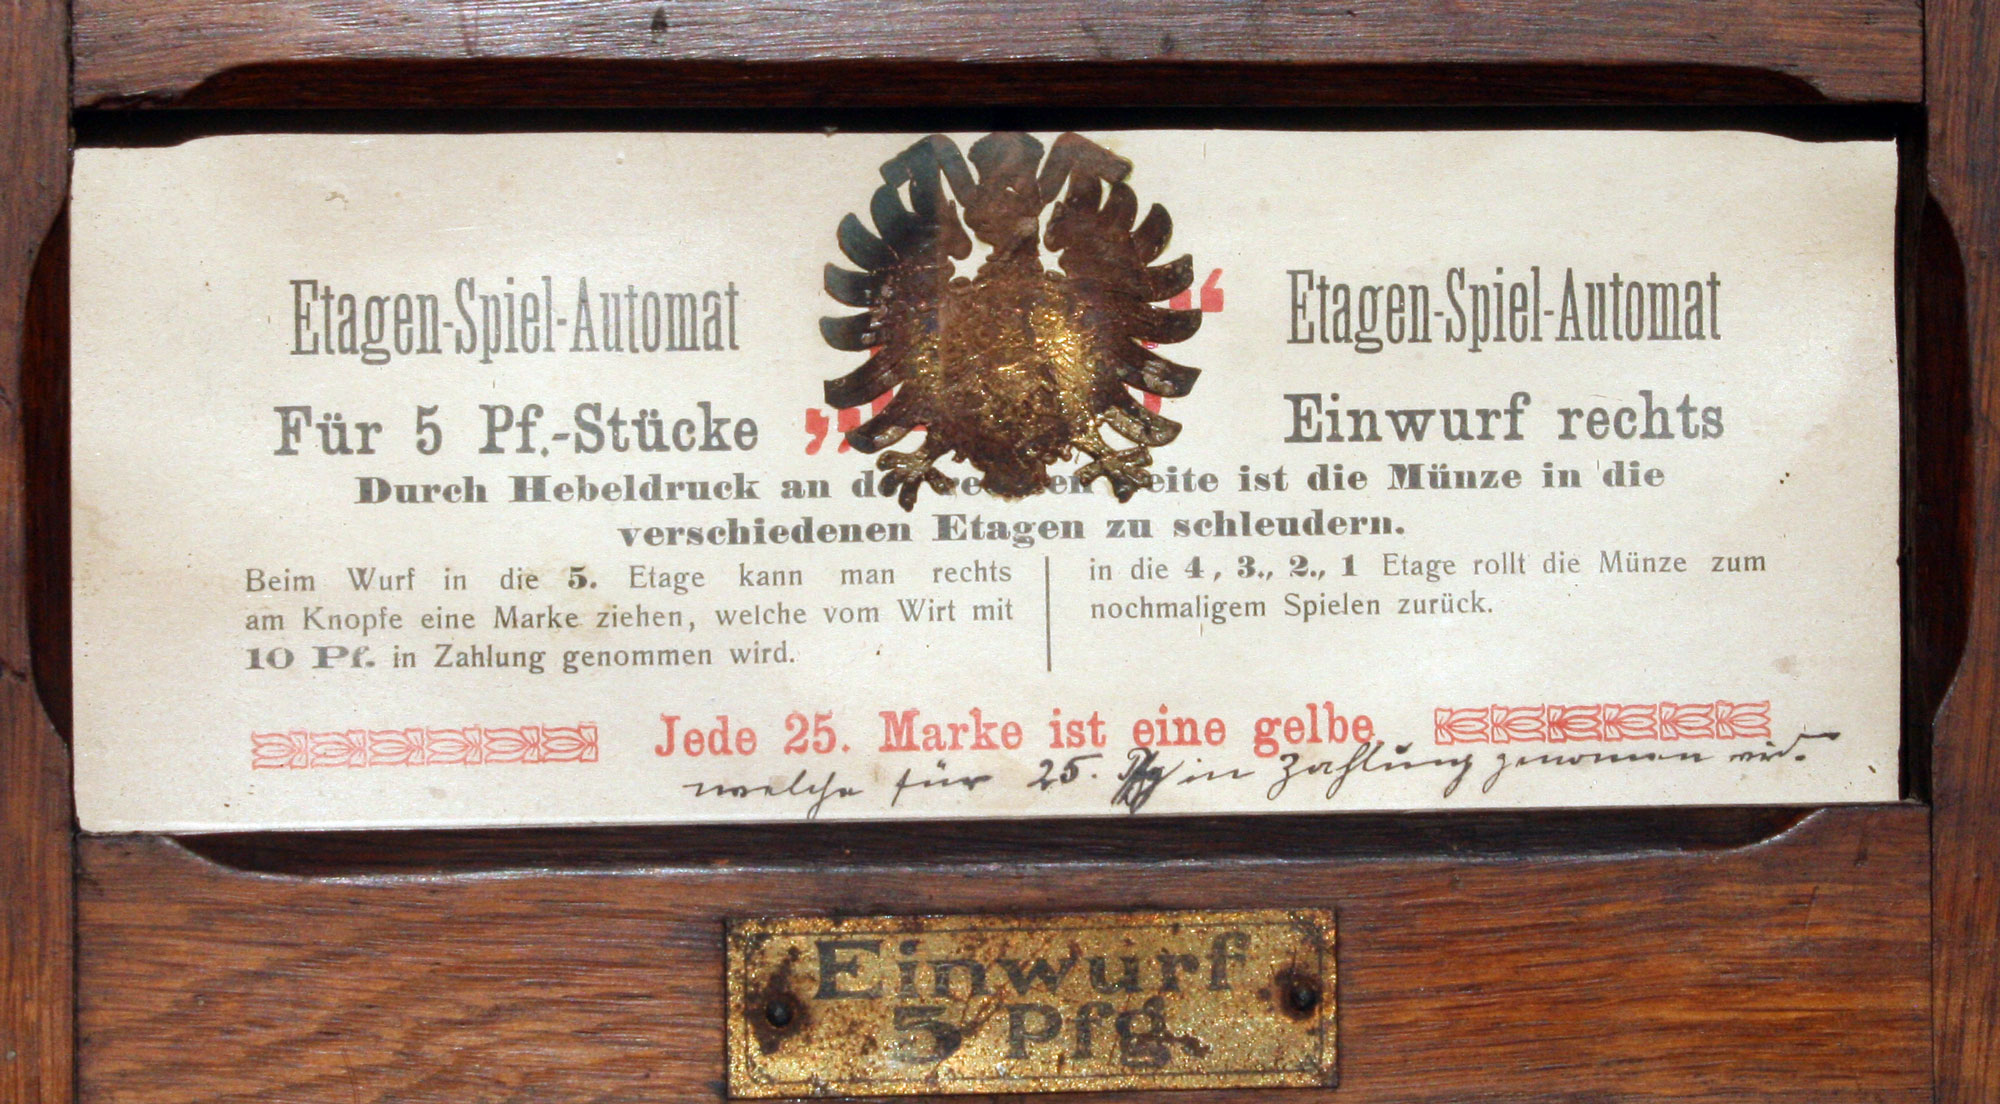 Etagen-Spiel-Automat
Für 5 Pf.-Stücke „
“ Etagen-Spiel-Automat
Einwurf rechts
Durch Hebeldruck an der rechten Seite ist die Münze in die
verschiedenen Etagen zu schleudern.
Beim Wurf in die 5. Etage kann man rechts
am Knopfe eine Marke ziehen, welche vom Wirt mit
10 Pf. in Zahlung genommen wird.
in die 4, 3., 2., 1 Etage rollt die Münze zum
nochmaligem Spielen zurück.
Jede 25. Marke ist eine gelbe
welche für 25. Pfg in Zahlung genomen wird.
Einwurf
5 Pfg.